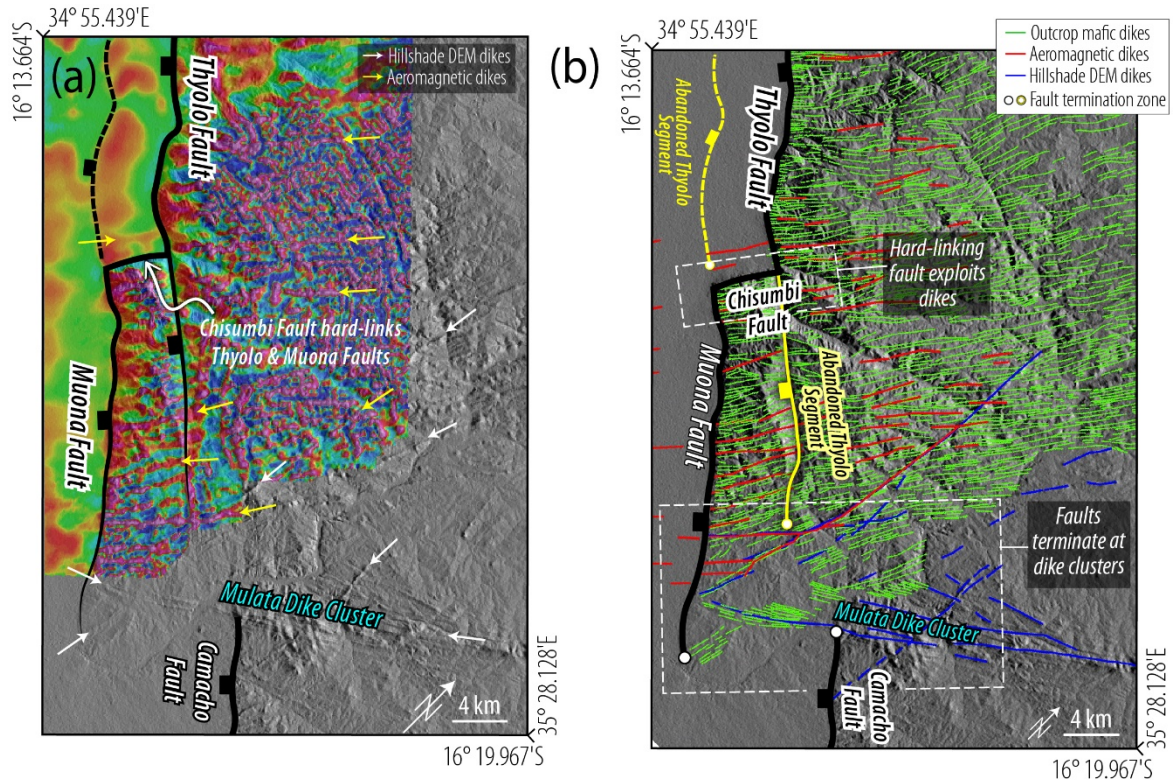 34° 55.439'E
16° 13.664'S
(a)
Hillshade DEM dikes
Aeromagnetic dikes
Thyolo Fault
Chisumbi Fault hard-links
Thyolo & Muona Faults
Muona Fault
Mulata Dike Cluster
Camacho
Fault
N
4 km
35° 28.128'E
16° 19.967'S
(b)
34° 55.439'E
16° 13.664'S
Outcrop mafic dikes
Aeromagnetic dikes
Hillshade DEM dikes
Fault termination zone
Abandoned Thyolo
Segment
Thyolo Fault
Hard-linking
fault exploits
dikes
Chisumbi
Fault
Muona Fault
Abandoned Thyolo
Segment
Faults
terminate at
dike clusters
Mulata Dike Cluster
Camacho
Fault
N
4 km
35° 28.128'E
16° 19.967'S